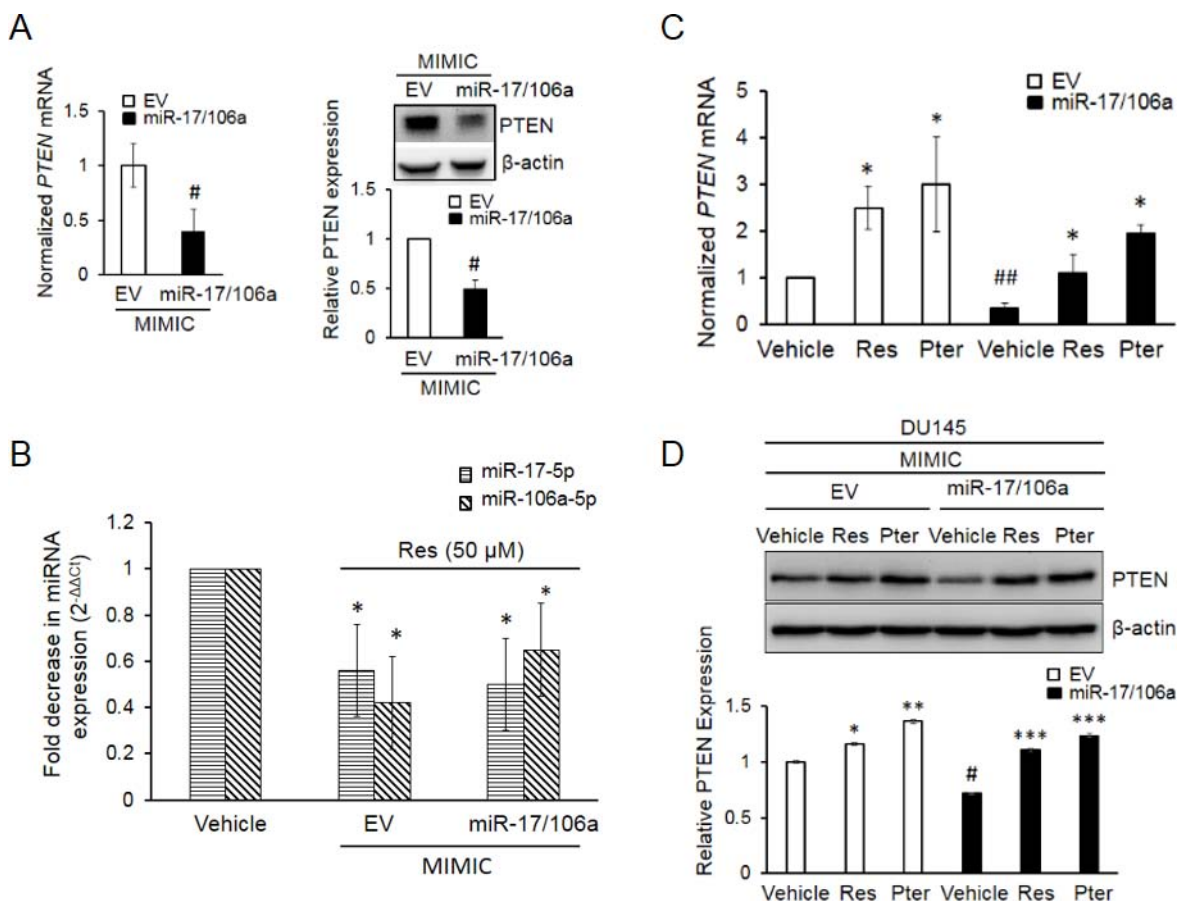 A
Normalized PTEN mRNA
1.5
1
0.5
0
EV
miR-17/106a
#
EV miR-17/106a
MIMIC
MIMIC
EV miR-17/106a
PTEN
β-actin
Relative PTEN expression
1.5
1
0.5
0
EV
miR-17/106a
#
EV miR-17/106a
MIMIC
B
miR-17-5p
miR-106a-5p
Fold decrease in miRNA
expression (2-ΔΔCt)
1.2
1
0.8
0.6
0.4
0.2
0
Res (50 µM)
* * * *
Vehicle EV miR-17/106a
MIMIC
C
EV
miR-17/106a
Normalized PTEN mRNA
5
4
3
2
1
0
* * ## * *
Vehicle Res Pter Vehicle Res Pter
D
DU145
MIMIC
EV miR-17/106a
Vehicle Res Pter Vehicle Res Pter
PTEN
β-actin
EV
miR-17/106a
Relative PTEN Expression
1.5
1
0.5
0
* ** # *** ***
Vehicle Res Pter Vehicle Res Pter